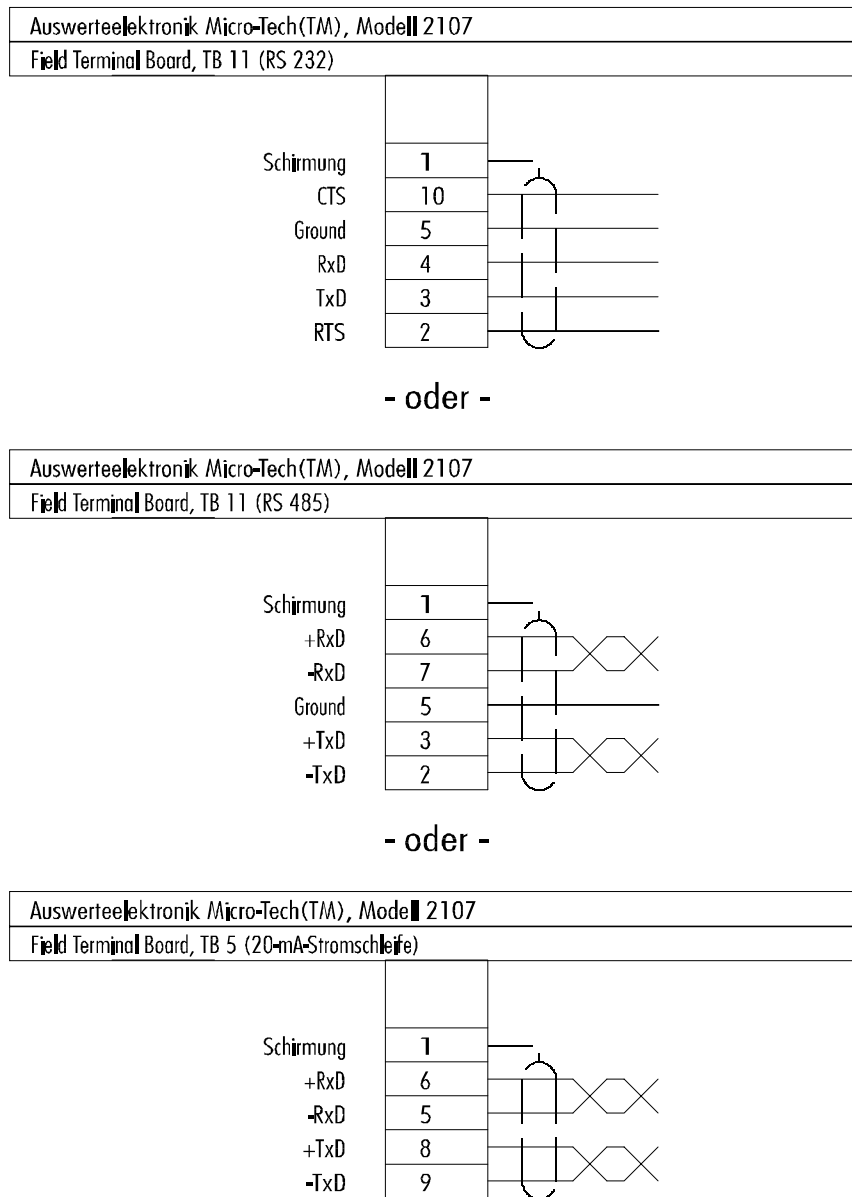 Auswerteelektronik Micro-Tech(TM), Modell 2107
Field Terminal Board, TB 11 (RS 232)
Schirmung 1
CTS 10
Ground 5
RxD 4
TxD 3
RTS 2
- oder -
Auswerteelektronik Micro-Tech(TM), Modell 2107
Field Terminal Board, TB 11 (RS 485)
Schirmung 1
+RxD 6
-RxD 7
Ground 5
+TxD 3
-TxD 2
- oder -
Auswerteelektronik Micro-Tech(TM), Modell 2107
Field Terminal Board, TB 5 (20-mA-Stromschleife)
Schirmung 1
+RxD 6
-RxD 5
+TxD 8
-TxD 9